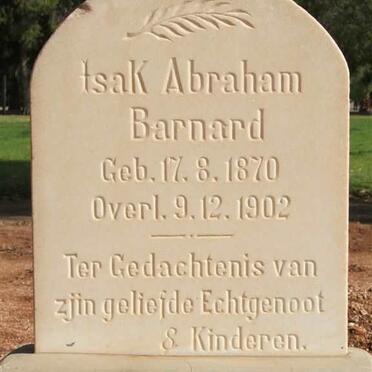 Isak Abraham
Barnard
Geb. 17.8.1870
Overl. 9.12.1902
Ter Gedachtenis van
zijn geliefde Echtgenoot
& Kinderen.